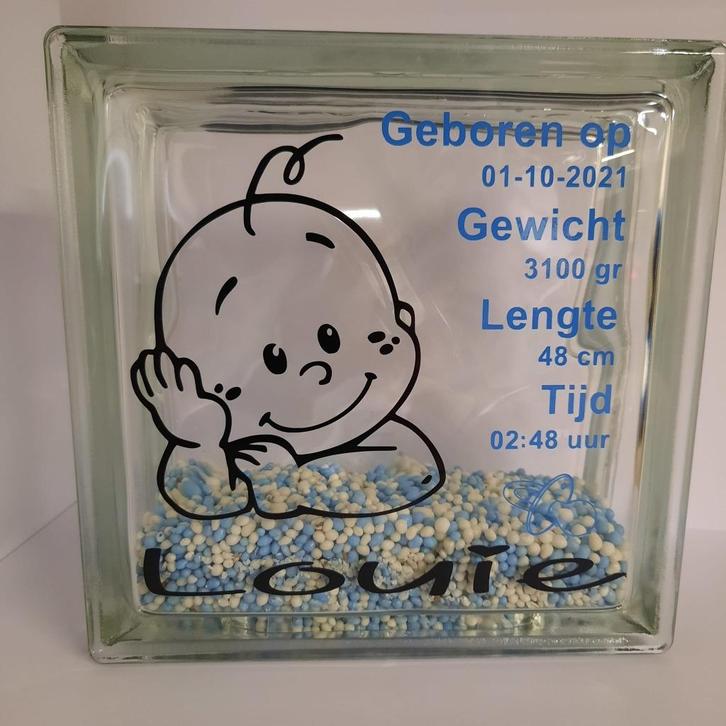 Geboren op
01-10-2021
Gewicht
3100 gr
Lengte
48 cm
Tijd
02:48 uur
Louie